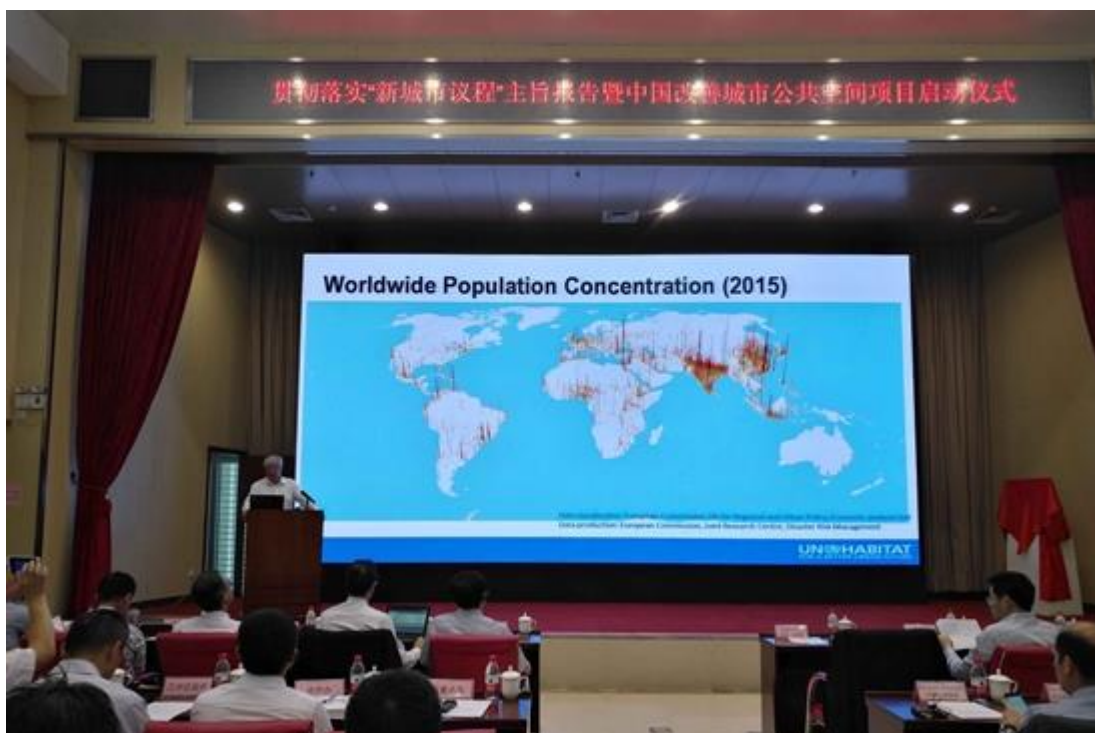 贯彻落实“新城市议程”主旨报告暨中国改善城市公共空间项目启动仪式
Worldwide Population Concentration (2015)
Data production: European Commission, Joint Research Centre, Disaster Risk Management
UN HABITAT